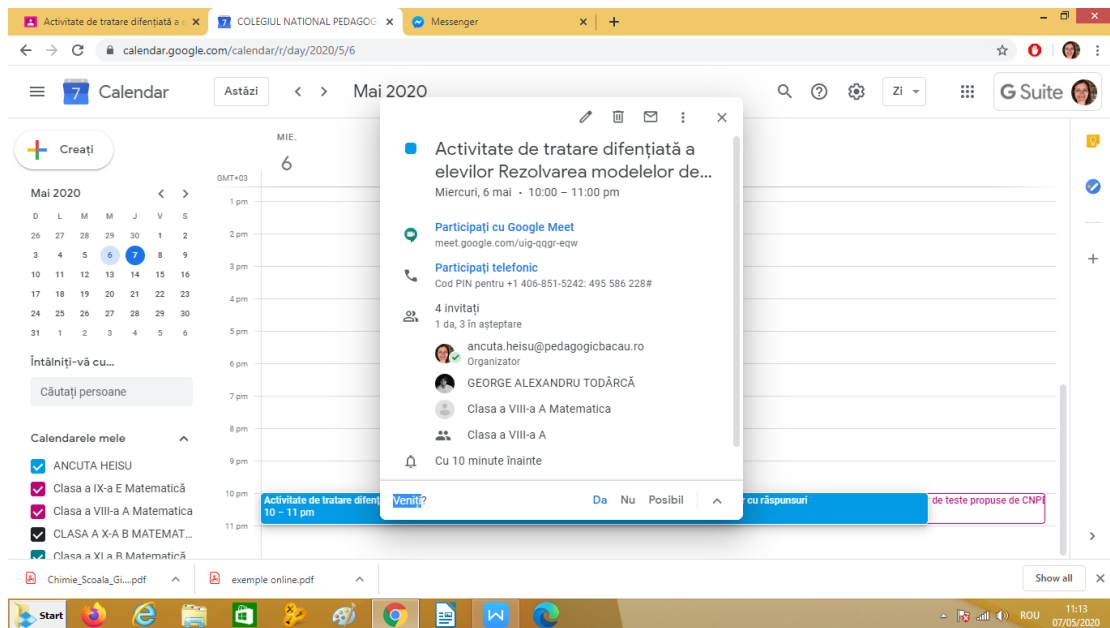 Activitate de tratare difențiată a e
COLEGIUL NATIONAL PEDAGOG
Messenger
calendar.google.com/calendar/r/day/2020/5/6
7 Calendar
Astăzi
Mai 2020
Zi
G Suite
Creați
MIE.
6
GMT+03
Mai 2020
D L M M J V S
26 27 28 29 30 1 2
3 4 5 6 7 8 9
10 11 12 13 14 15 16
17 18 19 20 21 22 23
24 25 26 27 28 29 30
31 1 2 3 4 5 6
Întâlniți-vă cu...
Căutați persoane
Calendarele mele
ANCUTA HEISU
Clasa a IX-a E Matematică
Clasa a VIII-a A Matematica
CLASA A X-A B MATEMAT...
Clasa a XI a B Matematică
1 pm
2 pm
3 pm
4 pm
5 pm
6 pm
7 pm
8 pm
9 pm
10 pm
11 pm
Activitate de tratare difențiată a
elevilor Rezolvarea modelelor de...
Miercuri, 6 mai • 10:00 – 11:00 pm
Participați cu Google Meet
meet.google.com/uig-qqgr-eqw
Participați telefonic
Cod PIN pentru +1 406-851-5242: 495 586 228#
4 invitați
1 da, 3 în așteptare
ancuta.heisu@pedagogicbacau.ro
Organizator
GEORGE ALEXANDRU TODÂRCĂ
Clasa a VIII-a A Matematica
Clasa a VIII-a A
Cu 10 minute înainte
Veniți?
Da Nu Posibil
Activitate de tratare difenț
10 – 11 pm
r cu răspunsuri
de teste propuse de CNPE
Chimie_Scoala_Gi....pdf
exemple online.pdf
Show all
Start
ROU
11:13
07/05/2020